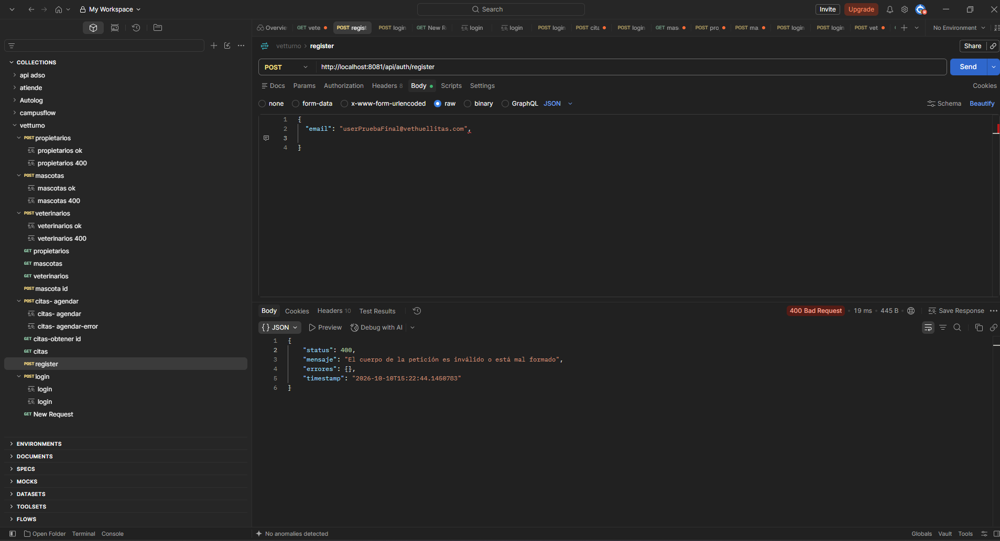 My Workspace
Search
Invite
Upgrade
Overvie
GET vete
POST regist
POST login
GET New R
e.g. login
e.g. login
POST login
POST cita
POST login
GET mas
POST pro
POST ma
POST login
POST login
POST vet
No Environment
COLLECTIONS
api adso
atiende
Autolog
campusflow
vetturno
POST propietarios
e.g. propietarios ok
e.g. propietarios 400
POST mascotas
e.g. mascotas ok
e.g. mascotas 400
POST veterinarios
e.g. veterinarios ok
e.g. veterinarios 400
GET propietarios
GET mascotas
GET veterinarios
POST mascota id
POST citas- agendar
e.g. citas- agendar
e.g. citas- agendar-error
GET citas-obtener id
GET citas
POST register
POST login
e.g. login
e.g. login
GET New Request
ENVIRONMENTS
DOCUMENTS
SPECS
MOCKS
DATASETS
TOOLSETS
FLOWS
HTTP vetturno > register
Share
POST http://localhost:8081/api/auth/register
Send
Docs Params Authorization Headers 8 Body Scripts Settings
Cookies
none form-data x-www-form-urlencoded raw binary GraphQL JSON
Schema Beautify
1 {
2 "email": "userPruebaFinal@vethuellitas.com",
3
4 }
Body Cookies Headers 10 Test Results
400 Bad Request • 19 ms • 445 B
e.g. Save Response
{} JSON Preview Debug with AI
1 {
2 "status": 400,
3 "mensaje": "El cuerpo de la petición es inválido o está mal formado",
4 "errores": {},
5 "timestamp": "2026-10-10T15:22:44.1450783"
6 }
Open Folder Terminal Console
No anomalies detected
Globals Vault Tools